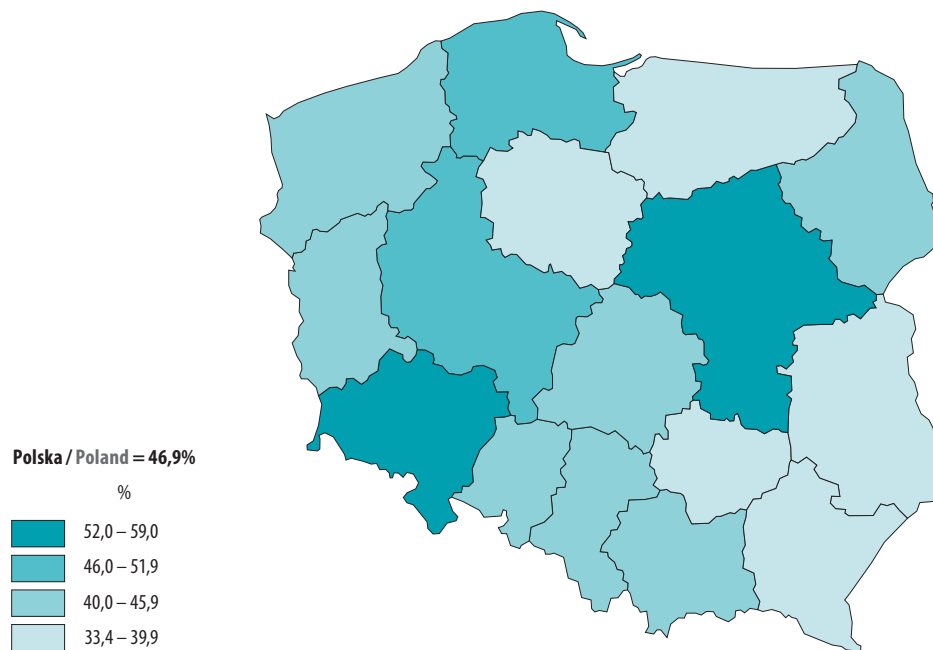 Polska / Poland = 46,9%
%
52,0 – 59,0
46,0 – 51,9
40,0 – 45,9
33,4 – 39,9